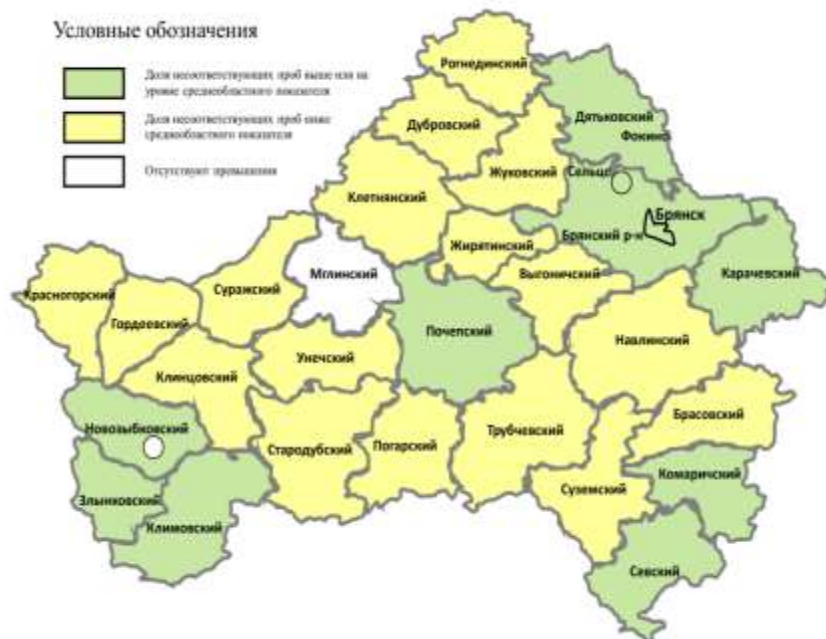 Условные обозначения
Доля несоответствующих проб выше или на
уровне среднеобластного показателя
Доля несоответствующих проб ниже
среднеобластного показателя
Отсутствуют превышения
Рогнединский
Дятьковский
Фокино
Дубровский
Жуковский
Сельцо
Клетнянский
Брянск
Брянский р-н
Жирятинский
Мглинский
Выгоничский
Карачевский
Суражский
Красногорский
Гордеевский
Почепский
Навлинский
Унечский
Клинцовский
Новозыбковский
Стародубский
Погарский
Трубчевский
Брасовский
Комаричский
Суземский
Злынковский
Климовский
Севский